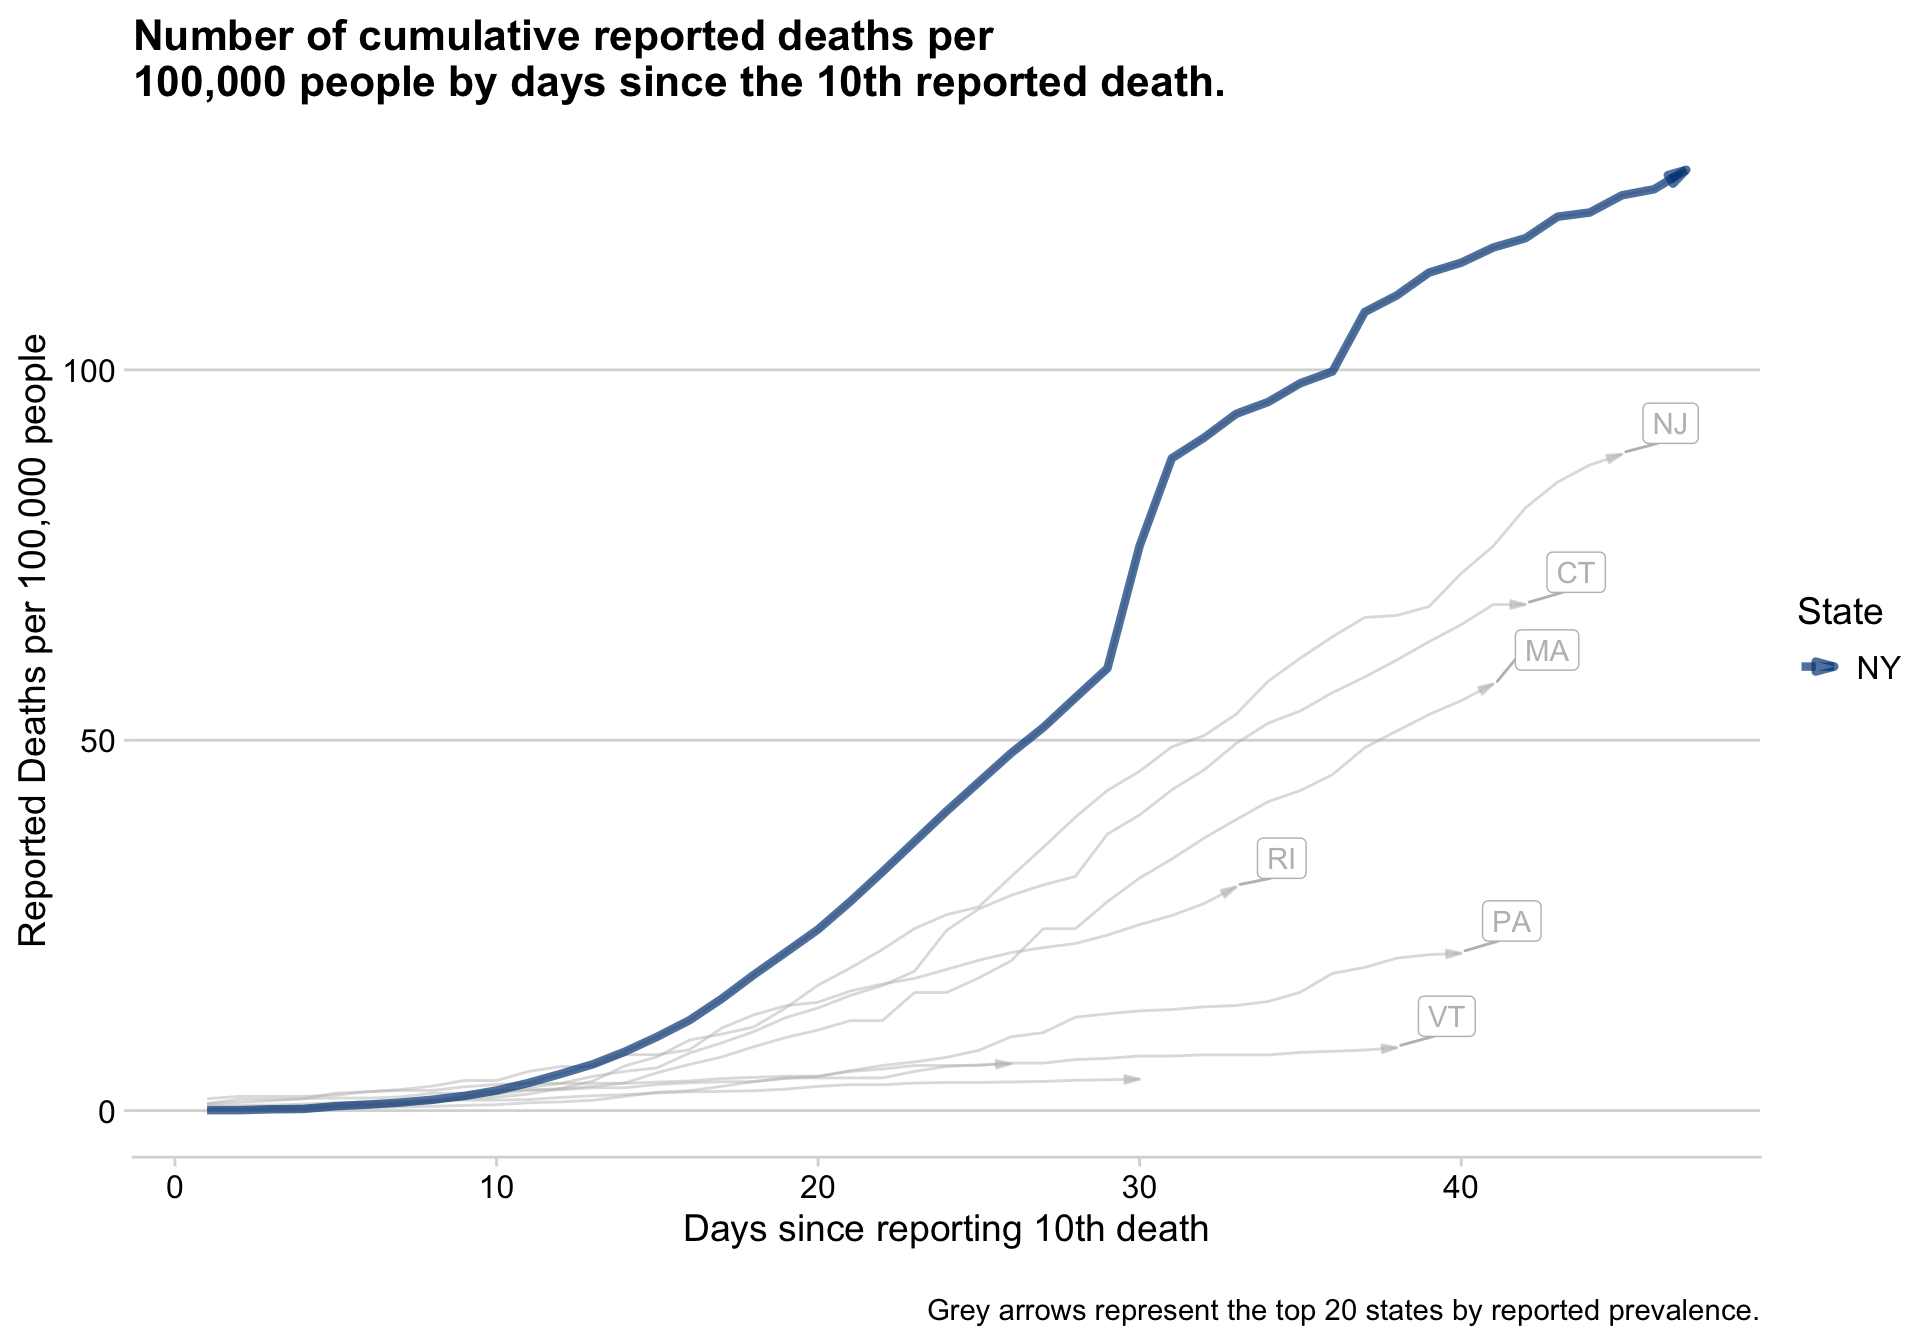 Number of cumulative reported deaths per
100,000 people by days since the 10th reported death.
Reported Deaths per 100,000 people
100
50
0
NJ
CT
MA
RI
PA
VT
State
NY
0 10 20 30 40
Days since reporting 10th death
Grey arrows represent the top 20 states by reported prevalence.